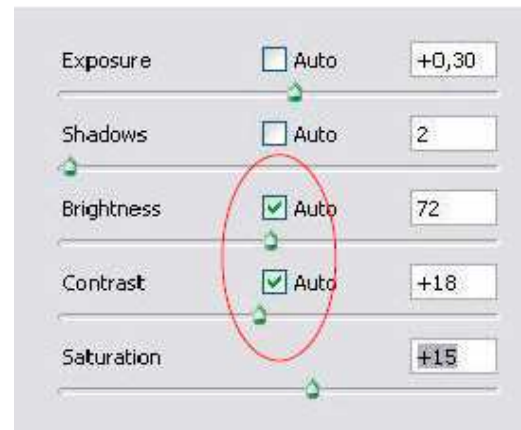 Exposure Auto +0,30
Shadows Auto 2
Brightness Auto 72
Contrast Auto +18
Saturation +15